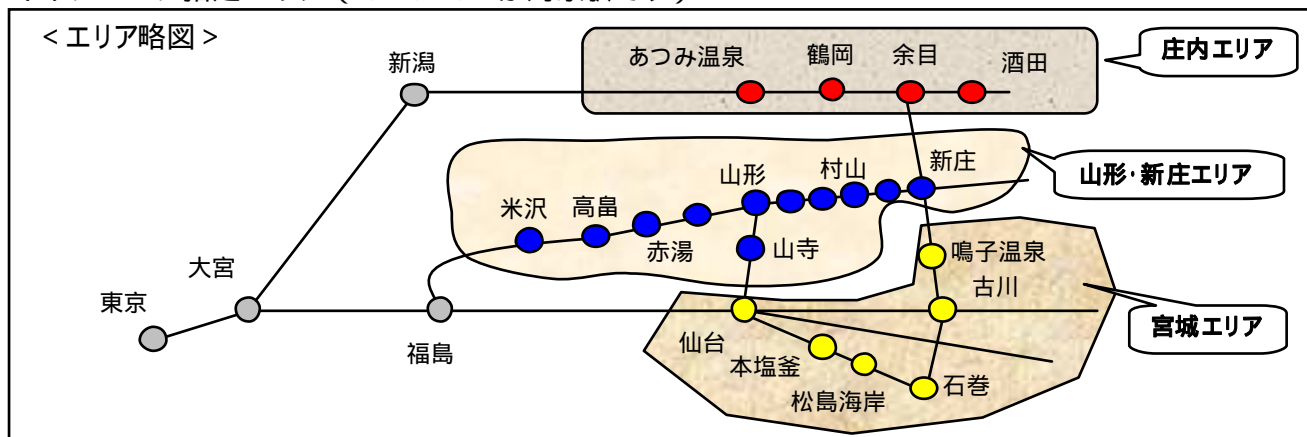 <エリア略図>
庄内エリア
あつみ温泉
鶴岡
余目
酒田
新潟
新庄
山形・新庄エリア
村山
山形
高畠
米沢
赤湯
山寺
鳴子温泉
古川
大宮
東京
宮城エリア
福島
仙台
本塩釜
石巻
松島海岸